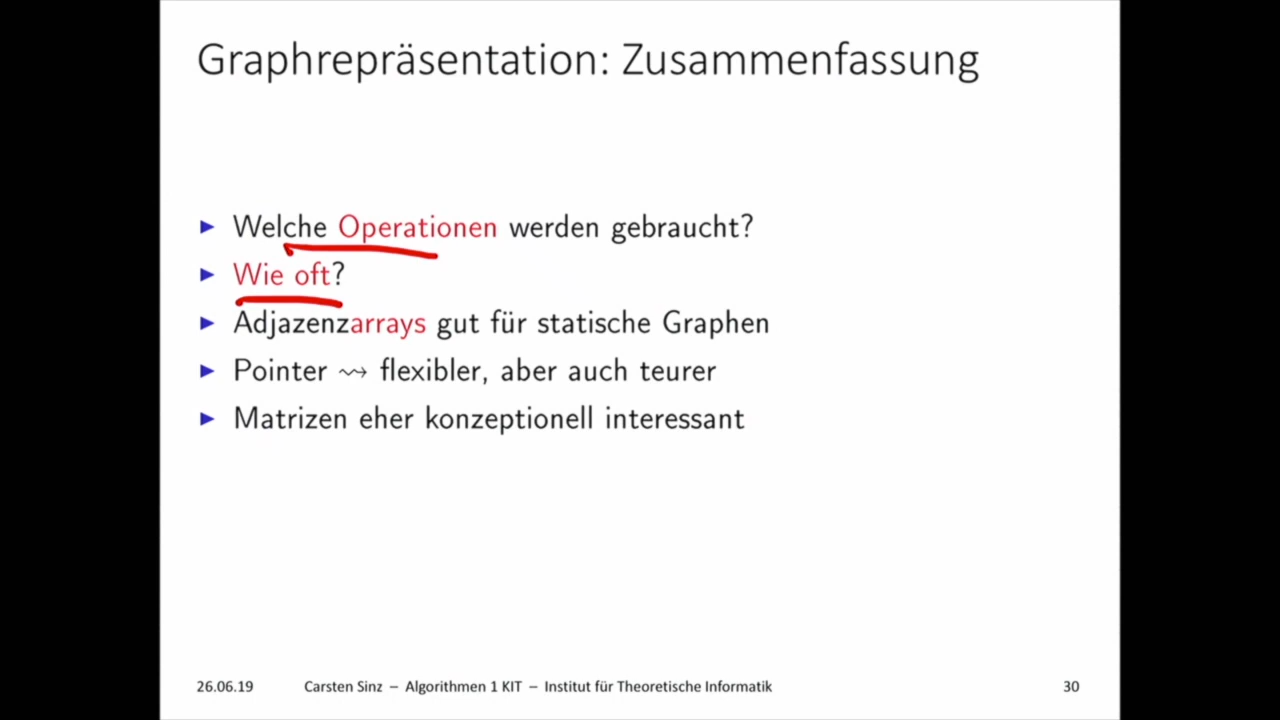 Graphrepräsentation: Zusammenfassung
▶ Welche Operationen werden gebraucht?
▶ Wie oft?
▶ Adjazenzarrays gut für statische Graphen
▶ Pointer ⇝ flexibler, aber auch teurer
▶ Matrizen eher konzeptionell interessant
26.06.19 Carsten Sinz – Algorithmen 1 KIT – Institut für Theoretische Informatik 30